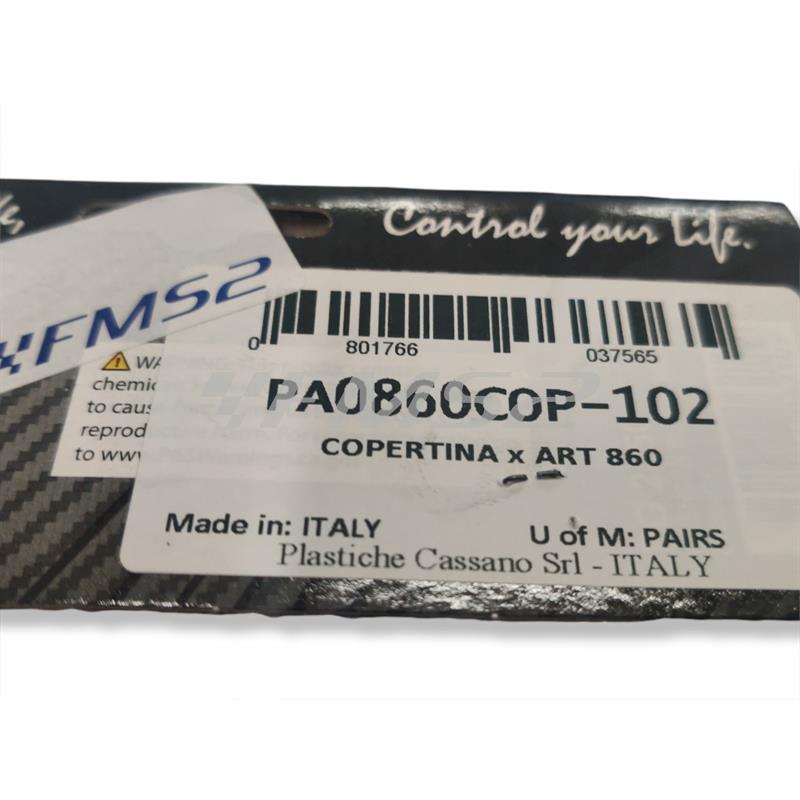 Control your Life.
FMS2
0 801766 037565
WA
chemic
to caus
reprod
to www
PA0860COP-102
COPERTINA x ART 860
Made in: ITALY U of M: PAIRS
Plastiche Cassano Srl - ITALY